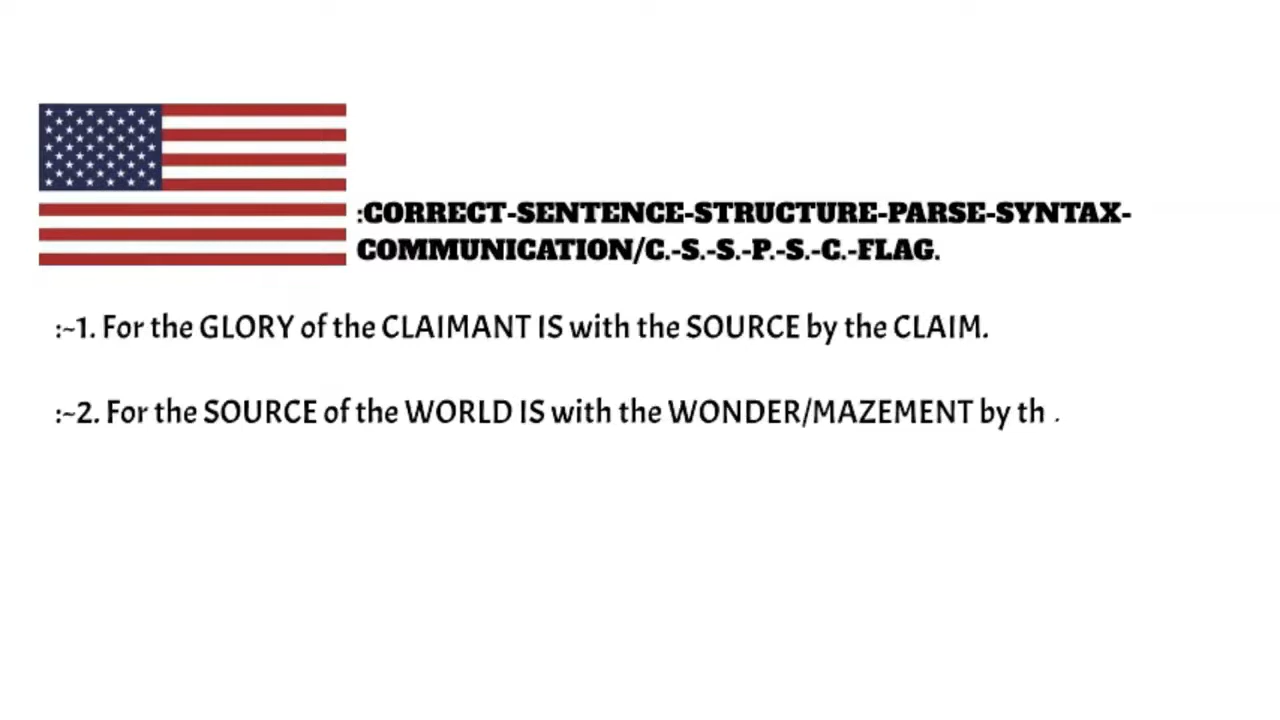 :CORRECT-SENTENCE-STRUCTURE-PARSE-SYNTAX-
COMMUNICATION/C.-S.-S.-P.-S.-C.-FLAG.
:~1. For the GLORY of the CLAIMANT IS with the SOURCE by the CLAIM.
:~2. For the SOURCE of the WORLD IS with the WONDER/MAZEMENT by th .